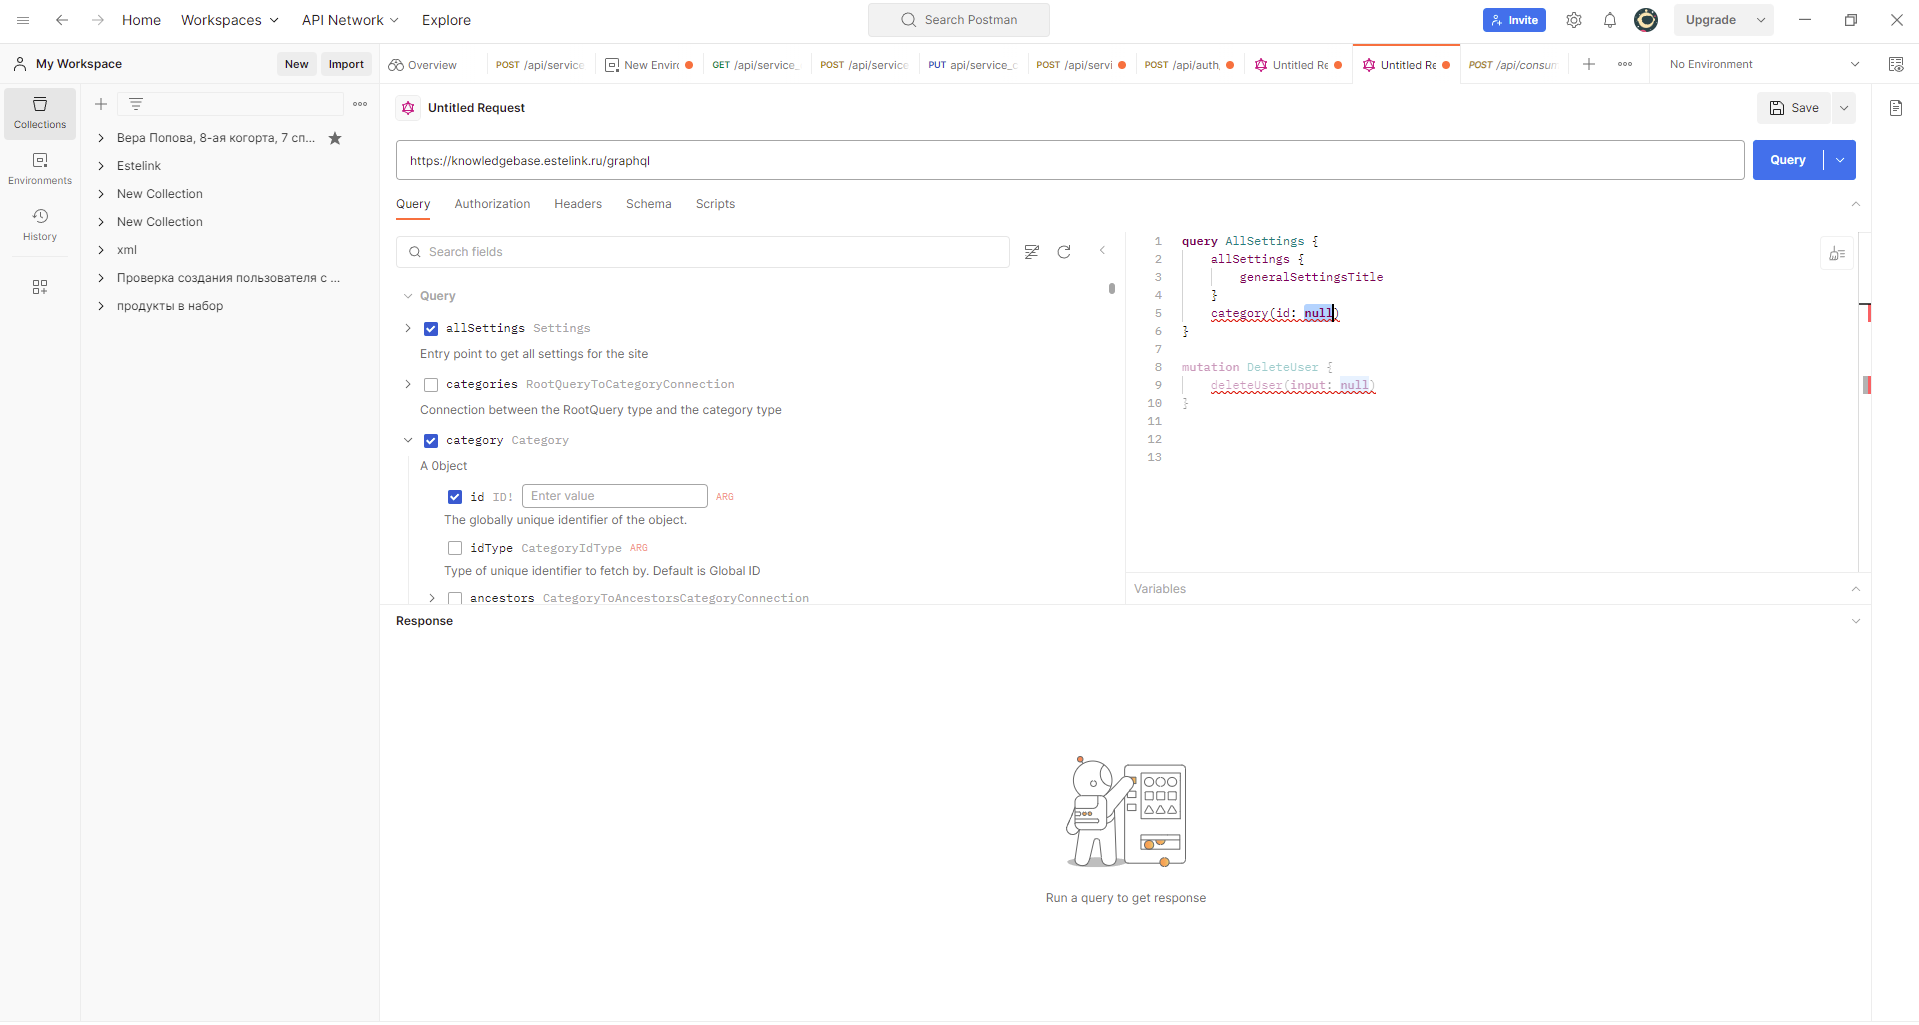 Home Workspaces API Network Explore Search Postman Invite Upgrade
My Workspace New Import
Overview POST /api/service New Enviro GET /api/service_ POST /api/service PUT api/service_c POST /api/servi POST /api/auth, Untitled Re Untitled Re POST /api/consum No Environment
Collections
Environments
History
Вера Попова, 8-ая когорта, 7 сп...
Estelink
New Collection
New Collection
xml
Проверка создания пользователя с ...
продукты в набор
Untitled Request Save
https://knowledgebase.estelink.ru/graphql Query
Query Authorization Headers Schema Scripts
Search fields
Query
allSettings Settings
Entry point to get all settings for the site
categories RootQueryToCategoryConnection
Connection between the RootQuery type and the category type
category Category
A 0bject
id ID! Enter value ARG
The globally unique identifier of the object.
idType CategoryIdType ARG
Type of unique identifier to fetch by. Default is Global ID
ancestors CategoryToAncestorsCategoryConnection
1 query AllSettings {
2 allSettings {
3 generalSettingsTitle
4 }
5 category(id: null)
6 }
7
8 mutation DeleteUser {
9 deleteUser(input: null)
10 }
11
12
13
Variables
Response
Run a query to get response